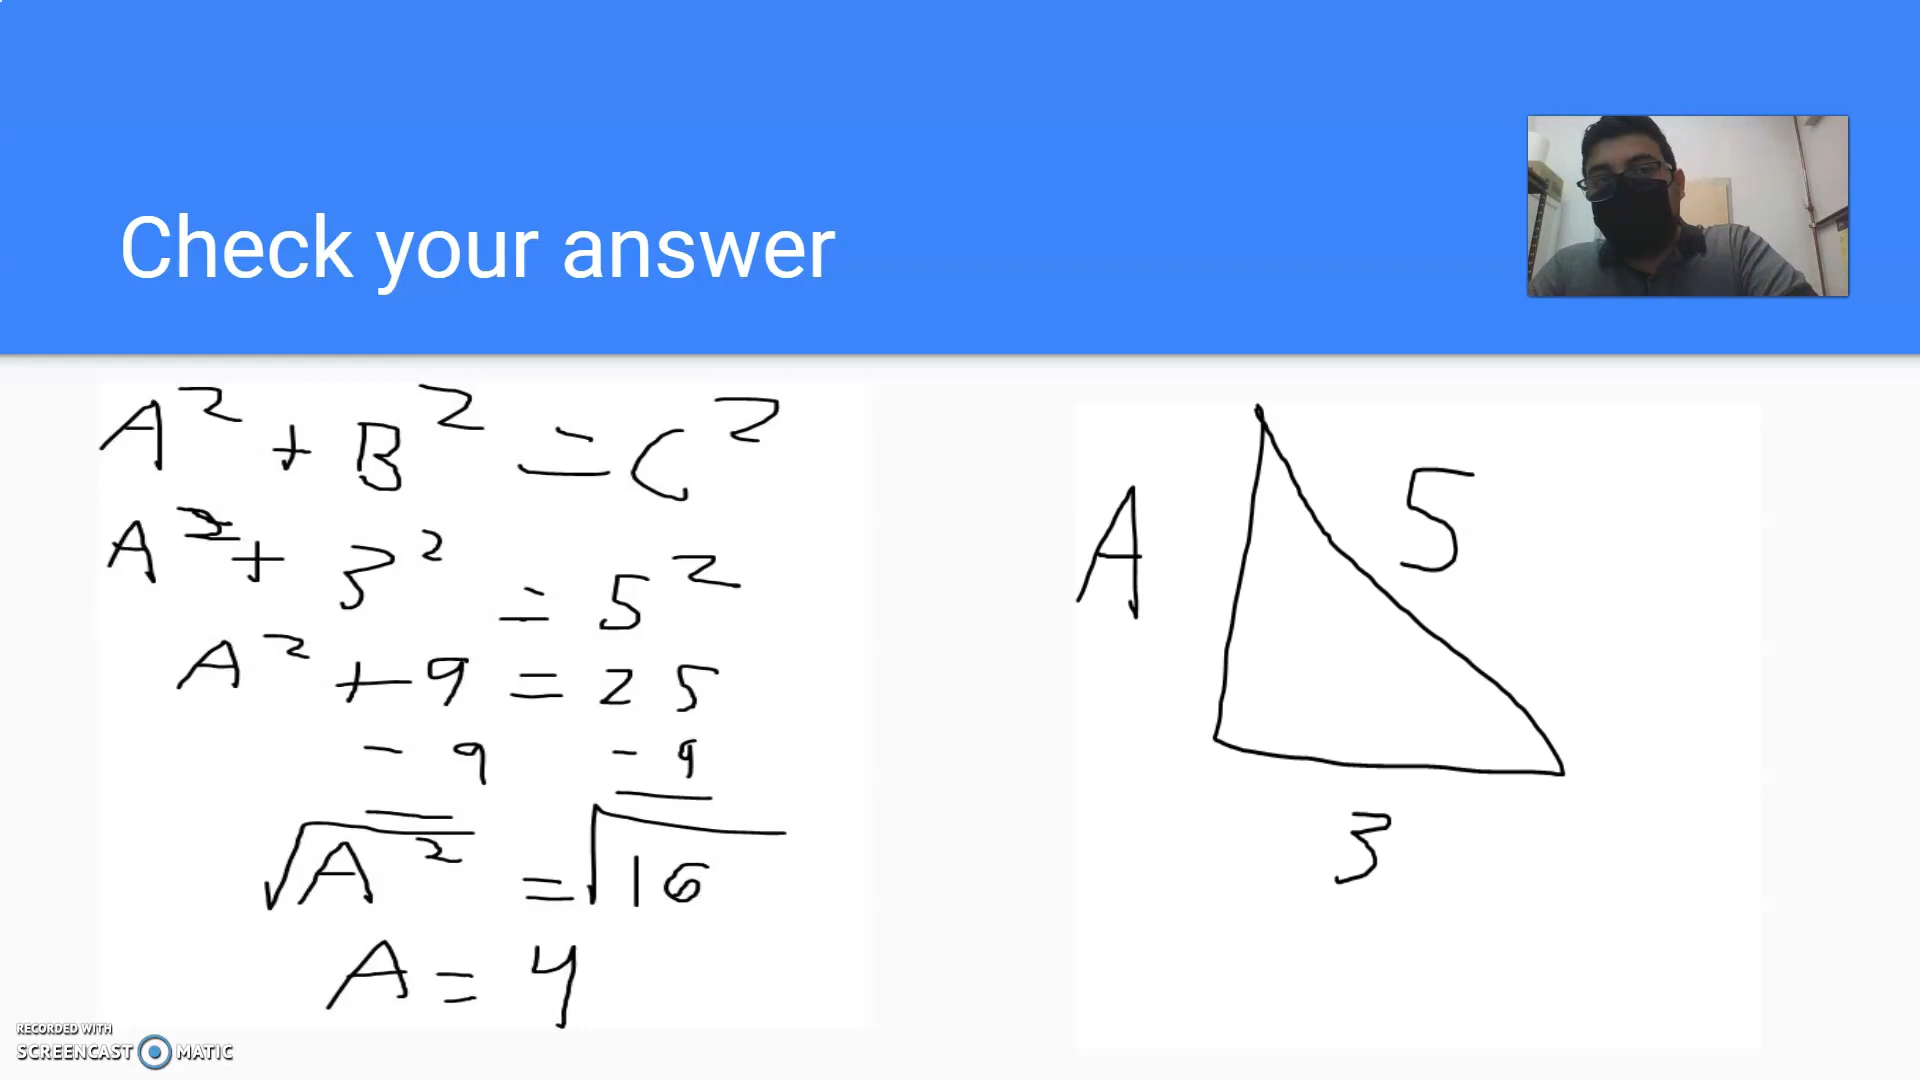 Check your answer
A² + B² = C²
A² + 3² = 5²
A² + 9 = 25
- 9 - 9
√A² = √16
A = 4
A
5
3
RECORDED WITH
SCREENCAST MATIC